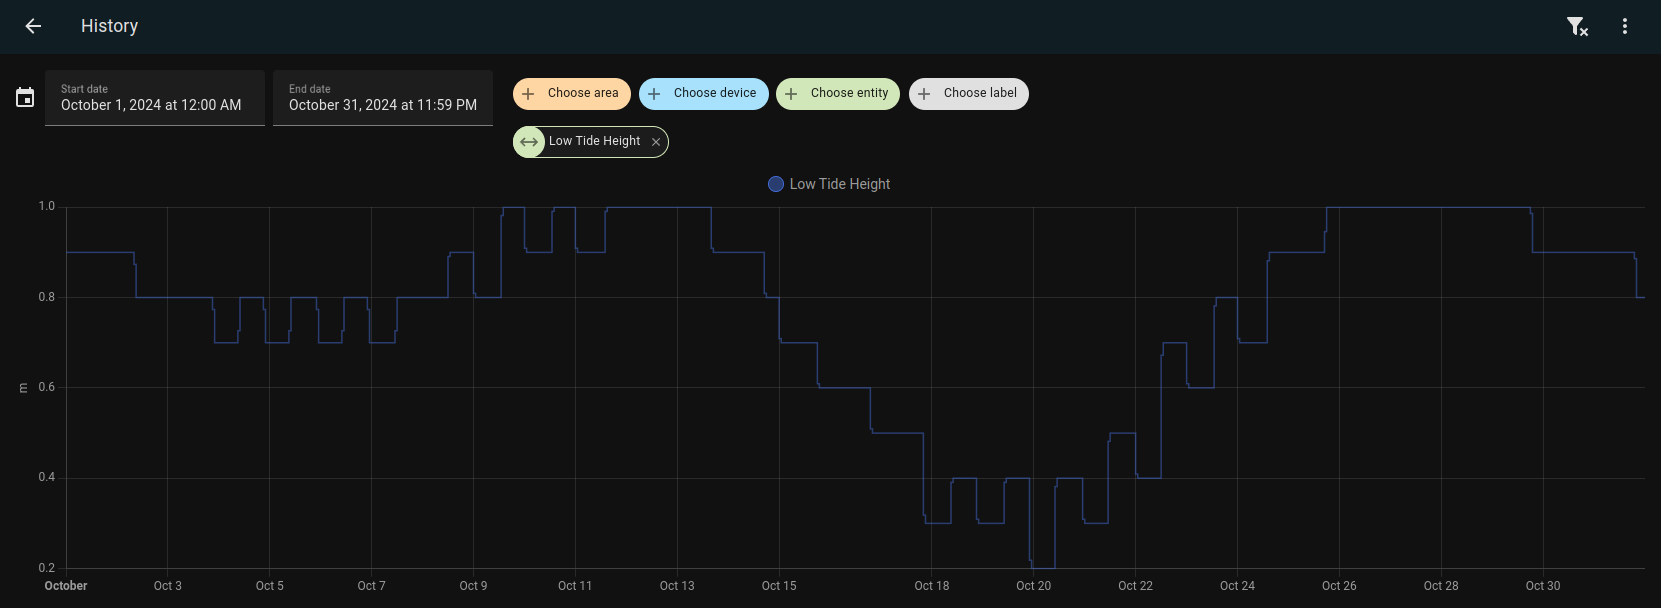 History
Start date
October 1, 2024 at 12:00 AM
End date
October 31, 2024 at 11:59 PM
Choose area
Choose device
Choose entity
Choose label
Low Tide Height
Low Tide Height
1.0
0.8
0.6
0.4
0.2
m
October Oct 3 Oct 5 Oct 7 Oct 9 Oct 11 Oct 13 Oct 15 Oct 18 Oct 20 Oct 22 Oct 24 Oct 26 Oct 28 Oct 30